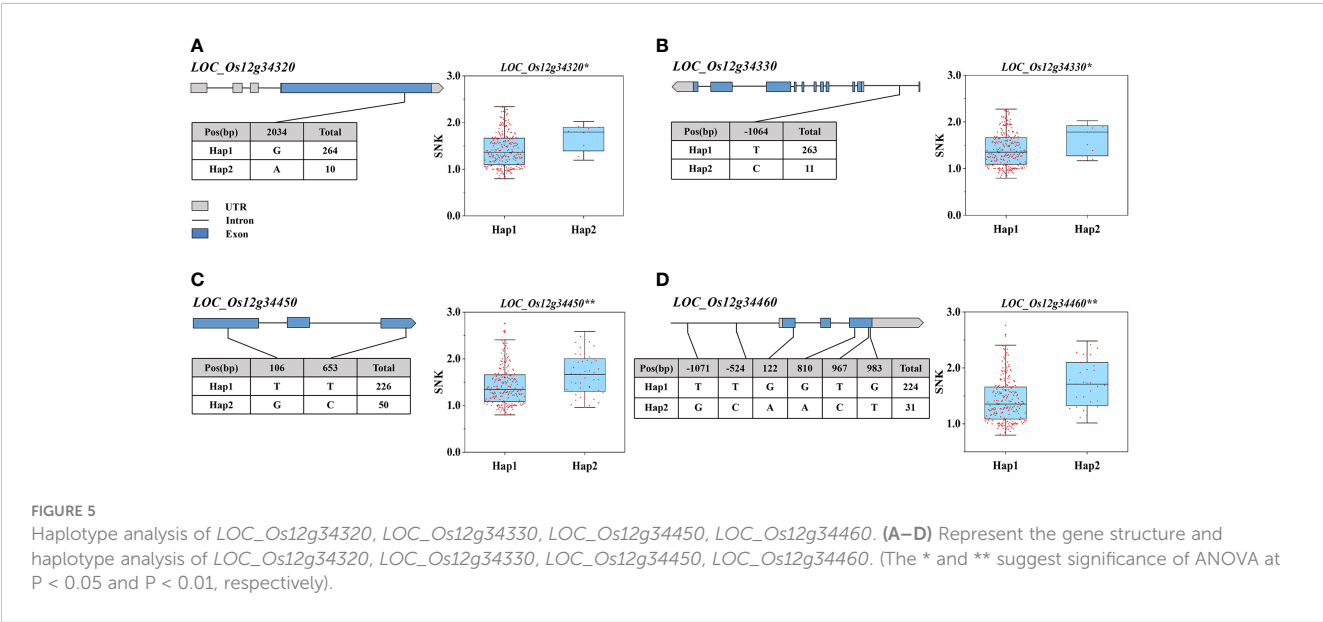 A
LOC_Os12g34320
Pos(bp) 2034 Total
Hap1 G 264
Hap2 A 10
UTR
Intron
Exon
LOC_Os12g34320*
SNK
3.0
2.0
1.0
0.0
Hap1 Hap2
B
LOC_Os12g34330
Pos(bp) -1064 Total
Hap1 T 263
Hap2 C 11
LOC_Os12g34330*
SNK
3.0
2.0
1.0
0.0
Hap1 Hap2
C
LOC_Os12g34450
Pos(bp) 106 653 Total
Hap1 T T 226
Hap2 G C 50
LOC_Os12g34450**
SNK
3.0
2.0
1.0
0.0
Hap1 Hap2
D
LOC_Os12g34460
Pos(bp) -1071 -524 122 810 967 983 Total
Hap1 T T G G T G 224
Hap2 G C A A C T 31
LOC_Os12g34460**
SNK
3.0
2.0
1.0
Hap1 Hap2
FIGURE 5
Haplotype analysis of LOC_Os12g34320, LOC_Os12g34330, LOC_Os12g34450, LOC_Os12g34460. (A–D) Represent the gene structure and
haplotype analysis of LOC_Os12g34320, LOC_Os12g34330, LOC_Os12g34450, LOC_Os12g34460. (The * and ** suggest significance of ANOVA at
P < 0.05 and P < 0.01, respectively).